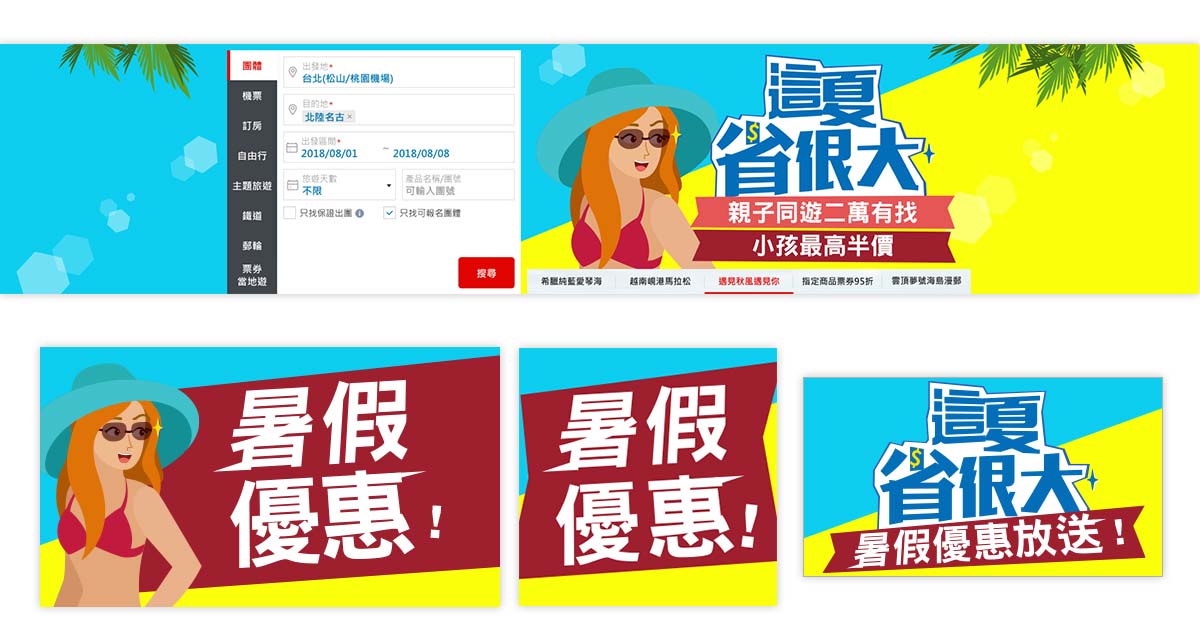 團體
機票
訂房
自由行
主題旅遊
鐵道
郵輪
票券
當地遊
出發地*
台北(松山/桃園機場)
目的地*
北陸名古×
出發區間*
2018/08/01 ~ 2018/08/08
旅遊天數
不限
產品名稱/團號
可輸入團號
只找保證出團
只找可報名團體
搜尋
這夏
省很大
親子同遊二萬有找
小孩最高半價
希臘純藍愛琴海
越南峴港馬拉松
遇見秋風遇見你
指定商品票券95折
雲頂夢號海島漫郵
暑假
優惠!
暑假
優惠!
這夏
省很大
暑假優惠放送!